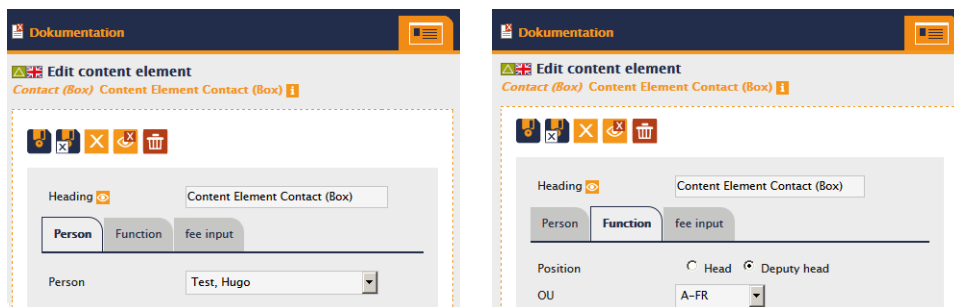 Dokumentation
Edit content element
Contact (Box) Content Element Contact (Box) i
Heading Content Element Contact (Box)
Person Function fee input
Person Test, Hugo
Dokumentation
Edit content element
Contact (Box) Content Element Contact (Box) i
Heading Content Element Contact (Box)
Person Function fee input
Position Head Deputy head
OU A-FR